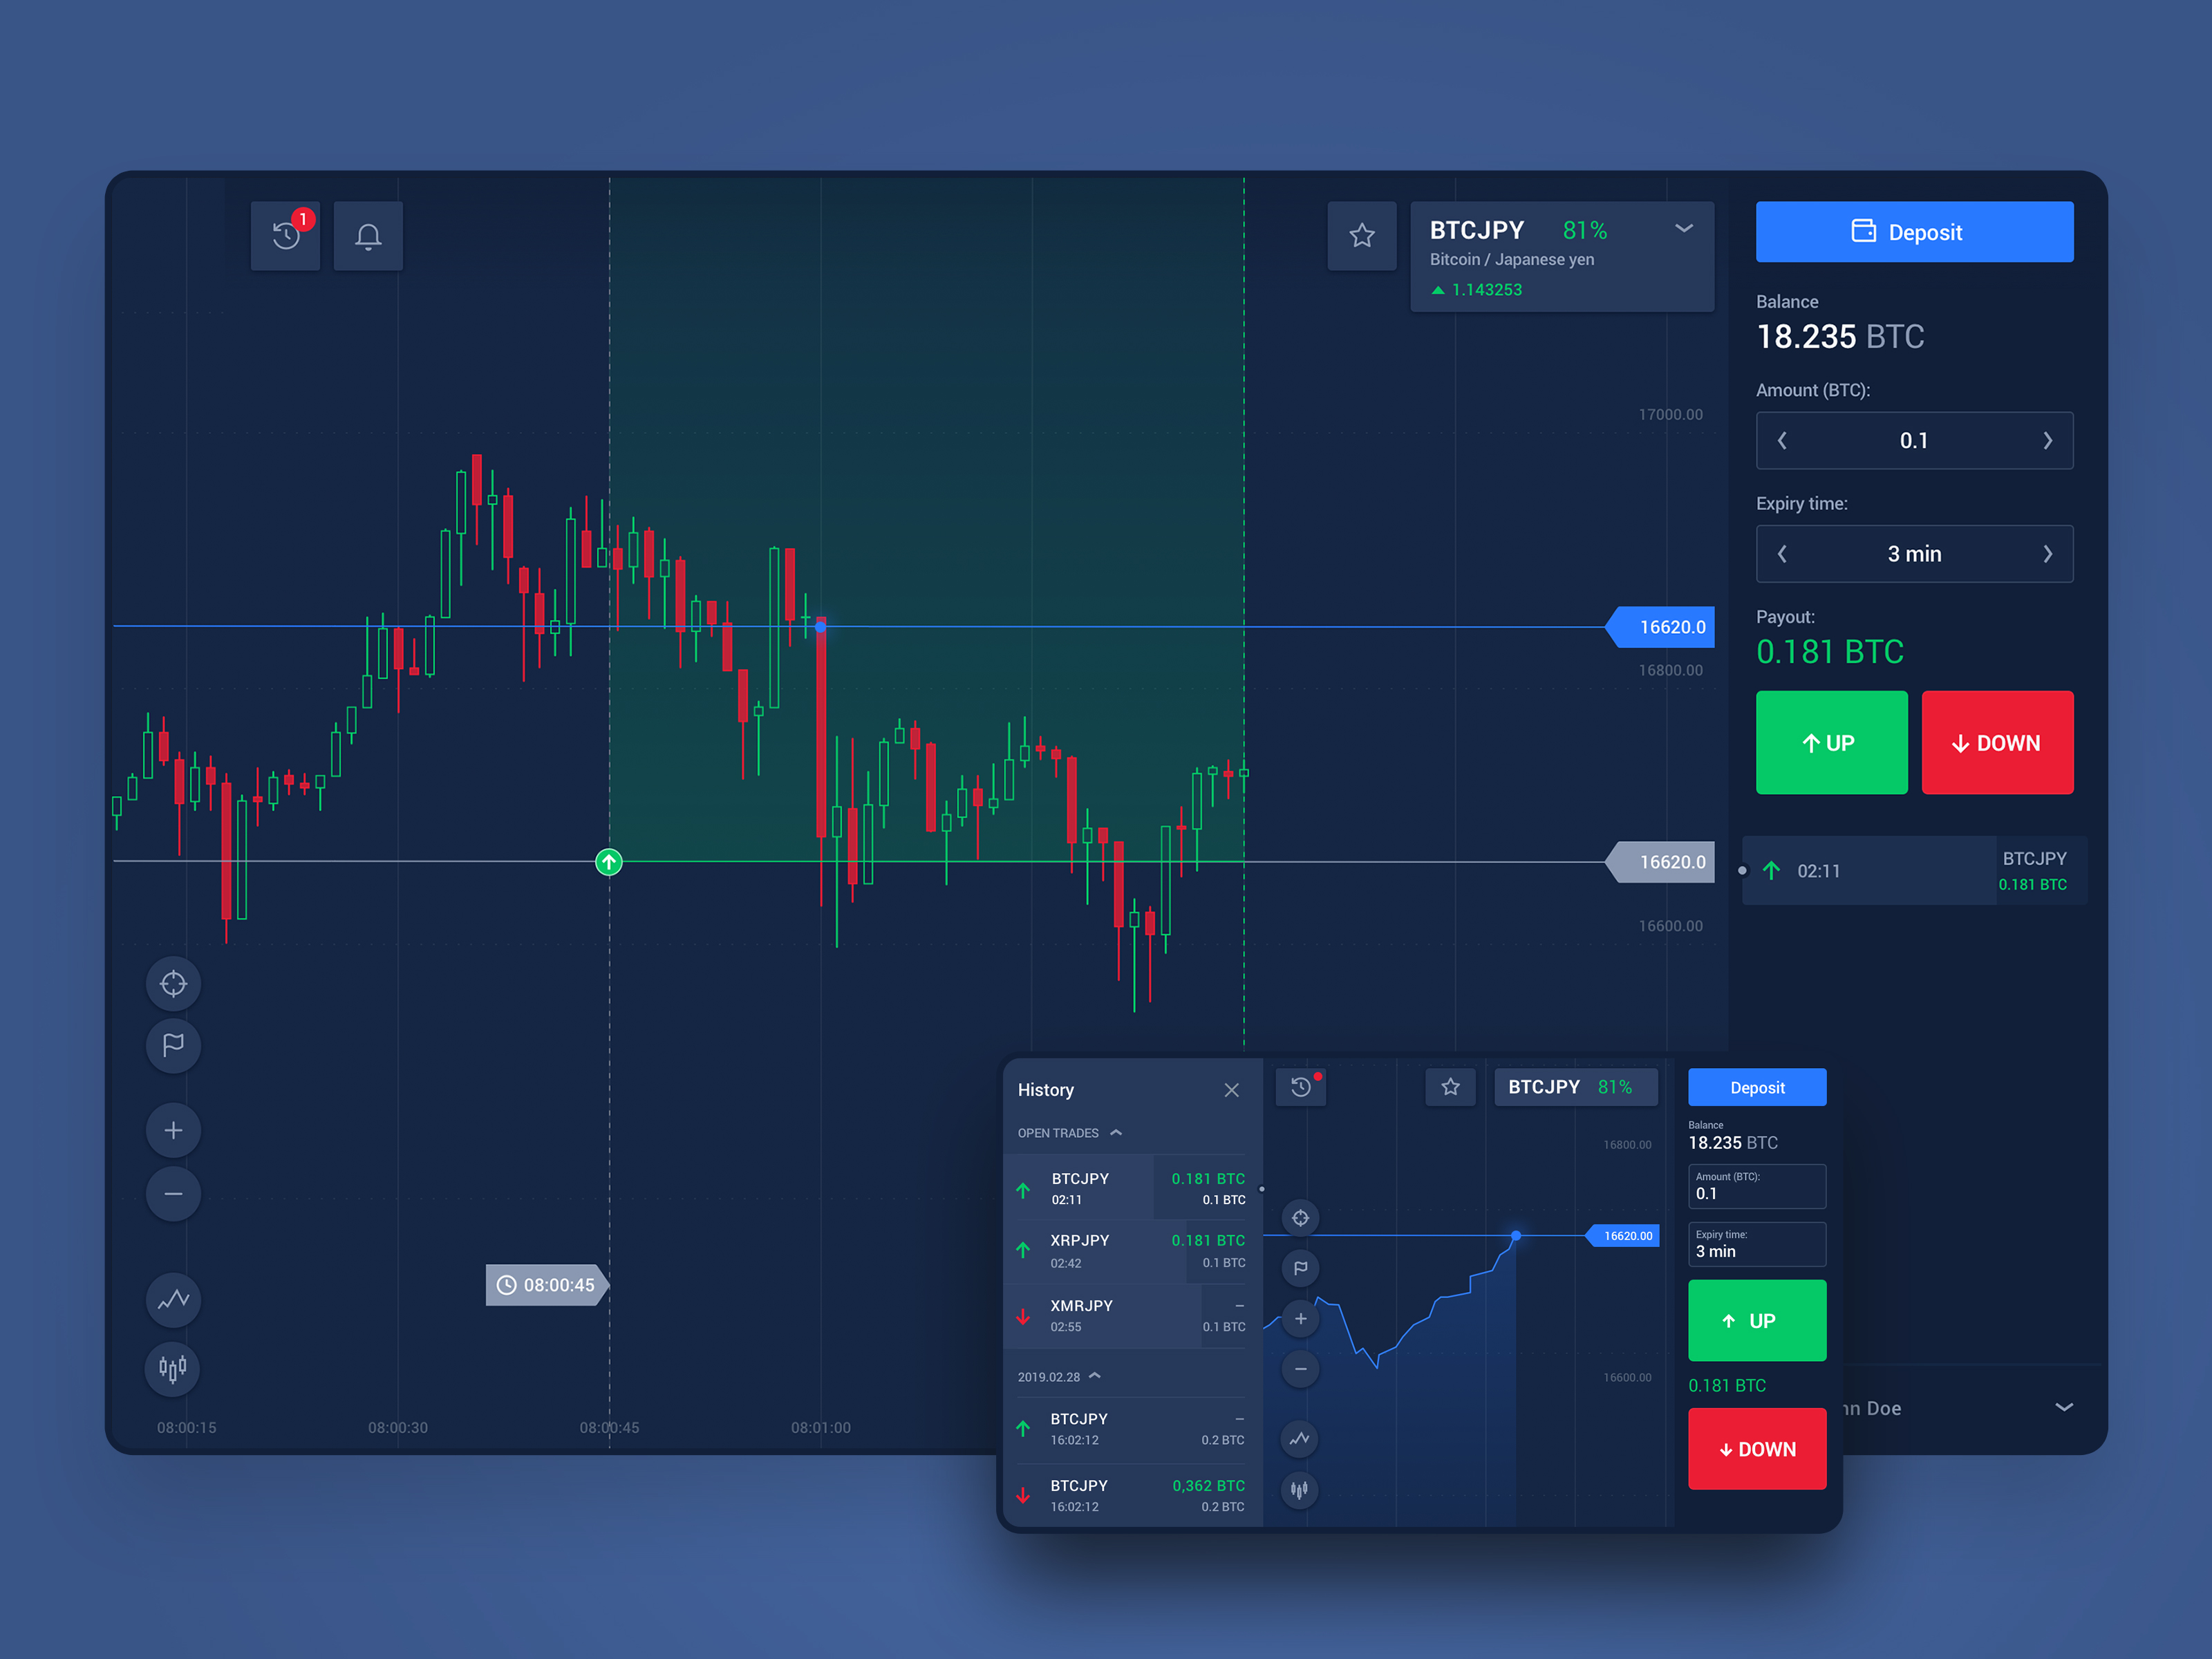 1
BTCJPY 81%
Bitcoin / Japanese yen
1.143253
17000.00
16620.0
16800.00
16620.0
16600.00
08:00:45
08:00:15
08:00:30
08:00:45
08:01:00
Deposit
Balance
18.235 BTC
Amount (BTC):
0.1
Expiry time:
3 min
Payout:
0.181 BTC
UP
DOWN
02:11
BTCJPY
0.181 BTC
nn Doe
History
OPEN TRADES
BTCJPY 0.181 BTC
02:11 0.1 BTC
XRPJPY 0.181 BTC
02:42 0.1 BTC
XMRJPY –
02:55 0.1 BTC
2019.02.28
BTCJPY –
16:02:12 0.2 BTC
BTCJPY 0,362 BTC
16:02:12 0.2 BTC
BTCJPY 81%
16800.00
16620.00
16600.00
Deposit
Balance
18.235 BTC
Amount (BTC):
0.1
Expiry time:
3 min
UP
0.181 BTC
DOWN